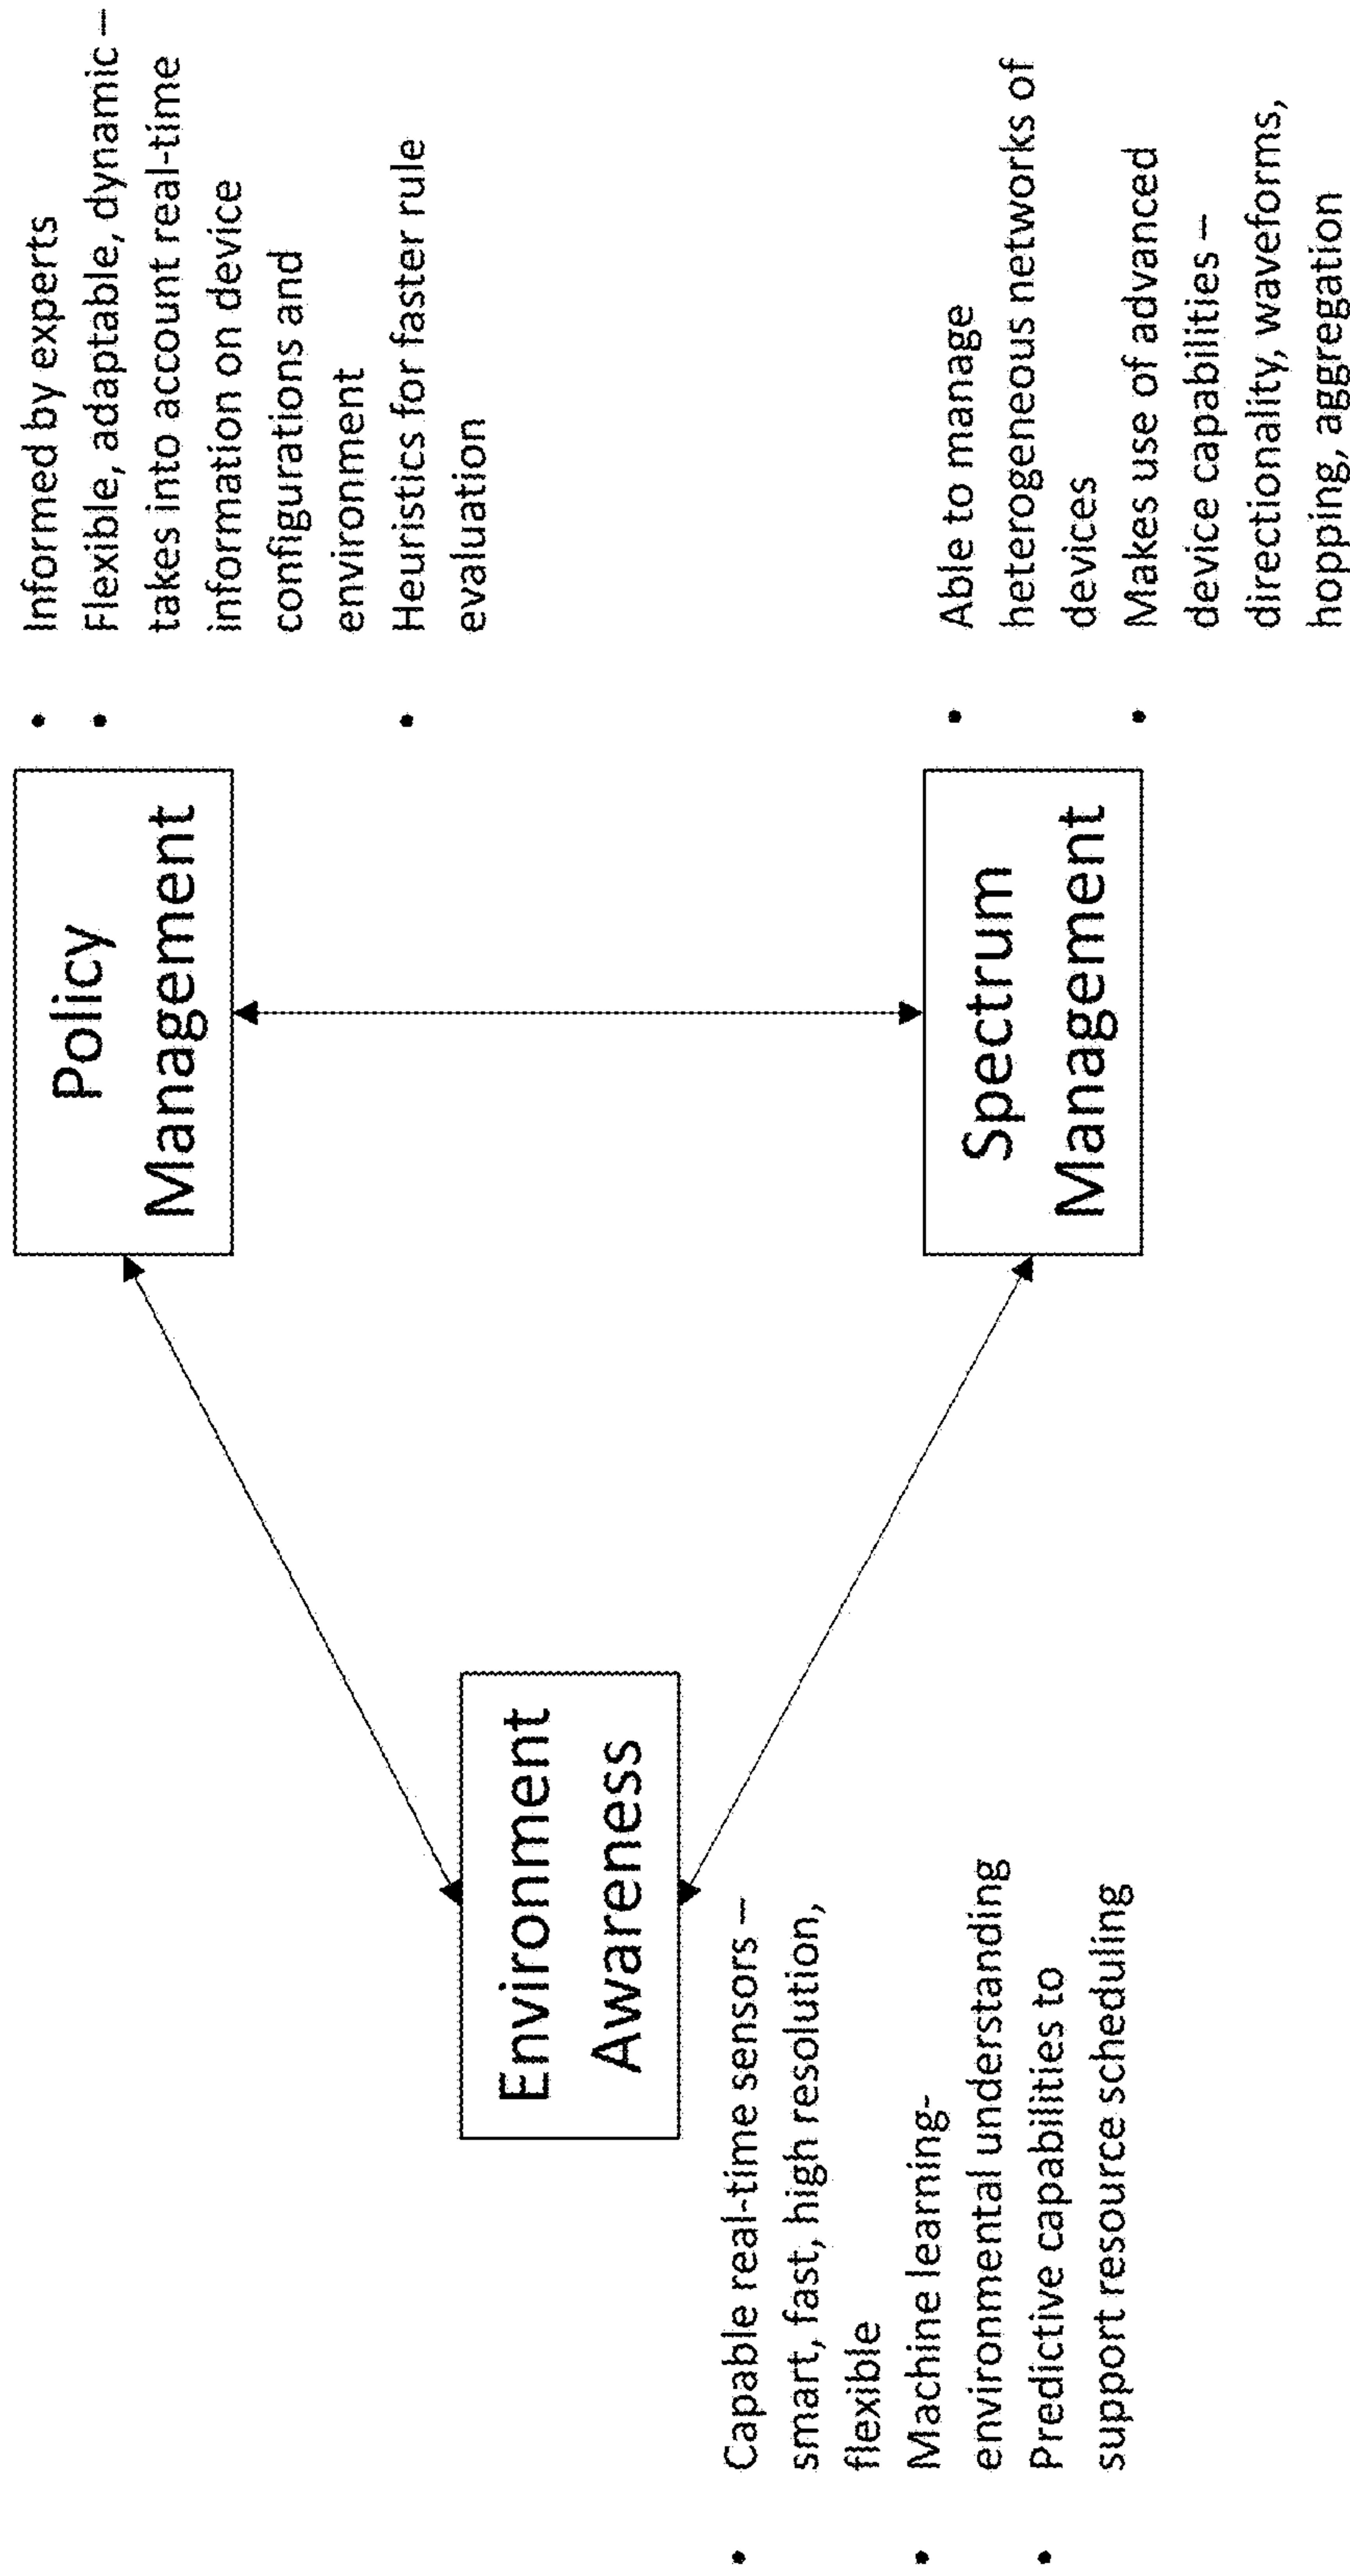 Policy
Management
• Informed by experts
• Flexible, adaptable, dynamic –
takes into account real-time
information on device
configurations and
environment
• Heuristics for faster rule
evaluation
Environment
Awareness
• Capable real-time sensors –
smart, fast, high resolution,
flexible
• Machine learning-
environmental understanding
• Predictive capabilities to
support resource scheduling
Spectrum
Management
• Able to manage
heterogeneous networks of
devices
• Makes use of advanced
device capabilities –
directionality, waveforms,
hopping, aggregation